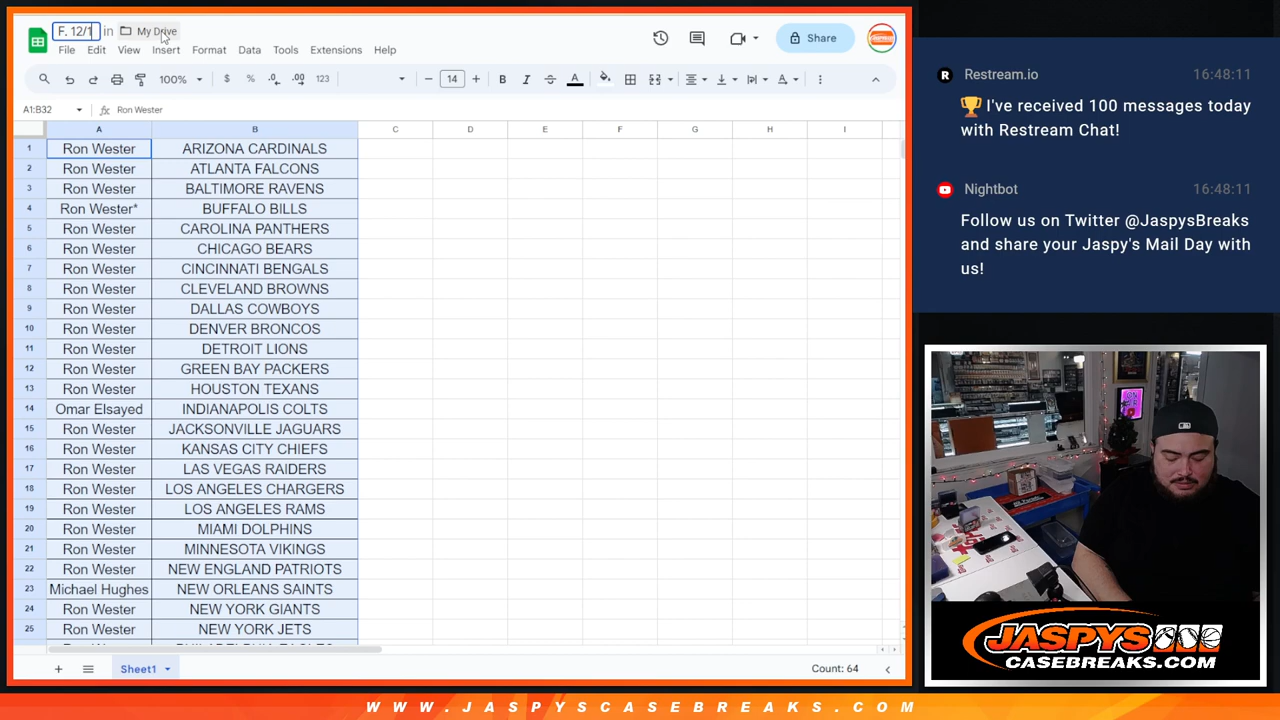 F. 12/1 in My Drive
File Edit View Insert Format Data Tools Extensions Help
Share
100% $ % .0 .00 123 14 B I S A A
A1:B32 fx Ron Wester
A B C D E F G H I
1 Ron Wester ARIZONA CARDINALS
2 Ron Wester ATLANTA FALCONS
3 Ron Wester BALTIMORE RAVENS
4 Ron Wester* BUFFALO BILLS
5 Ron Wester CAROLINA PANTHERS
6 Ron Wester CHICAGO BEARS
7 Ron Wester CINCINNATI BENGALS
8 Ron Wester CLEVELAND BROWNS
9 Ron Wester DALLAS COWBOYS
10 Ron Wester DENVER BRONCOS
11 Ron Wester DETROIT LIONS
12 Ron Wester GREEN BAY PACKERS
13 Ron Wester HOUSTON TEXANS
14 Omar Elsayed INDIANAPOLIS COLTS
15 Ron Wester JACKSONVILLE JAGUARS
16 Ron Wester KANSAS CITY CHIEFS
17 Ron Wester LAS VEGAS RAIDERS
18 Ron Wester LOS ANGELES CHARGERS
19 Ron Wester LOS ANGELES RAMS
20 Ron Wester MIAMI DOLPHINS
21 Ron Wester MINNESOTA VIKINGS
22 Ron Wester NEW ENGLAND PATRIOTS
23 Michael Hughes NEW ORLEANS SAINTS
24 Ron Wester NEW YORK GIANTS
25 Ron Wester NEW YORK JETS
Sheet1
Count: 64
R Restream.io 16:48:11
🏆 I've received 100 messages today
with Restream Chat!
Nightbot 16:48:11
Follow us on Twitter @JaspysBreaks
and share your Jaspy's Mail Day with
us!
JASPYS
CASEBREAKS.COM
WWW.JASPYSCASEBREAKS.COM